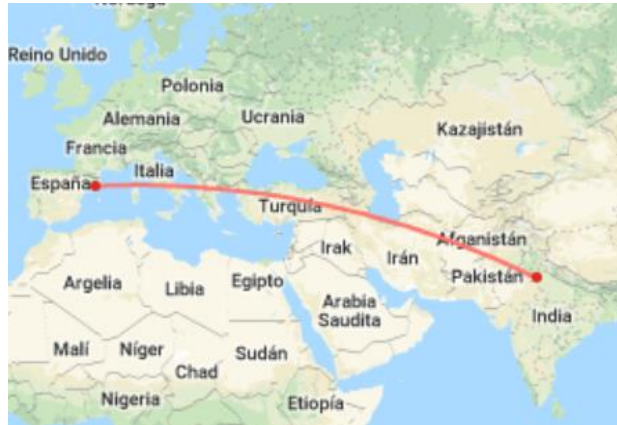 Noruega
Reino Unido
Polonia
Alemania
Ucrania
Kazajistán
Francia
Italia
España
Turquía
Afganistán
Irak
Irán
Pakistán
Argelia
Libia
Egipto
Arabia
Saudita
India
Malí
Níger
Sudán
Chad
Nigeria
Etiopía